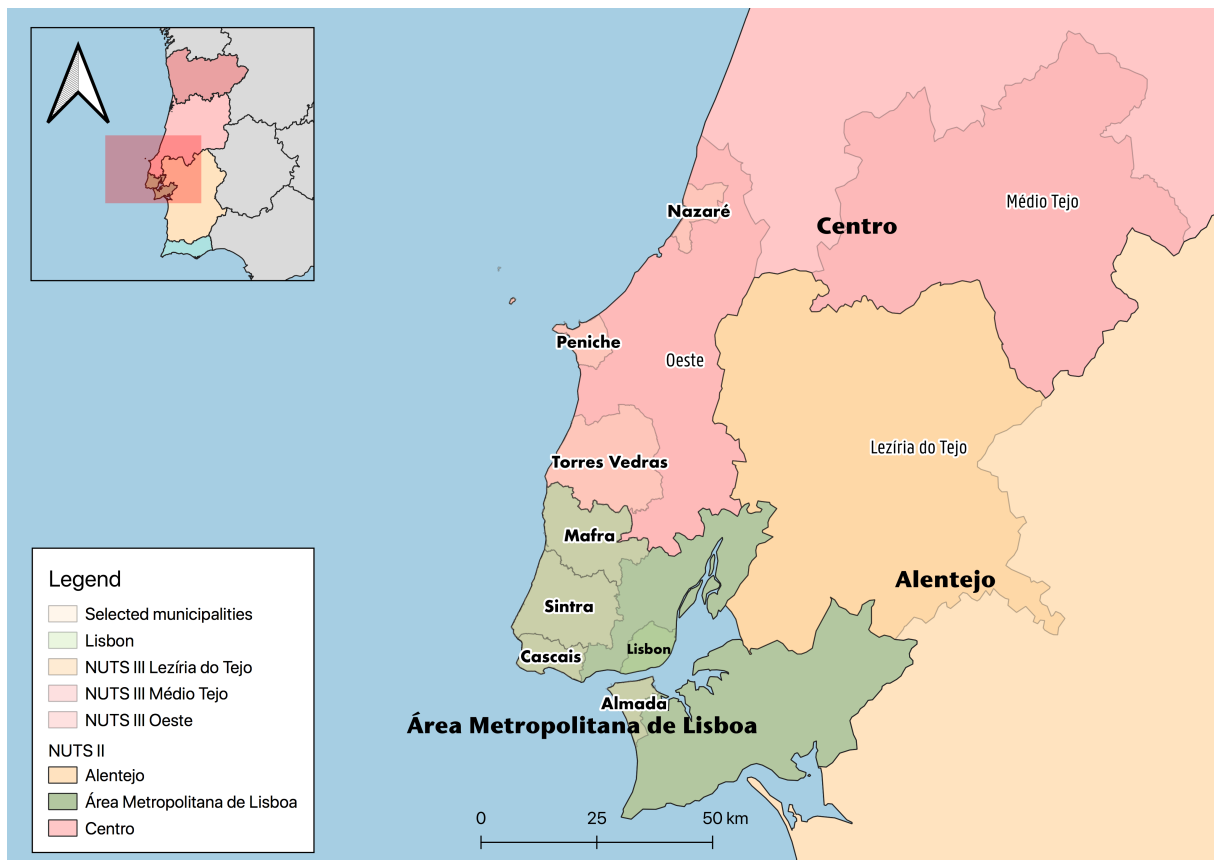 Médio Tejo
Nazaré
Centro
Peniche
Oeste
Lezíria do Tejo
Torres Vedras
Mafra
Alentejo
Sintra
Lisbon
Cascais
Almada
Área Metropolitana de Lisboa
0 25 50 km
Legend
Selected municipalities
Lisbon
NUTS III Lezíria do Tejo
NUTS III Médio Tejo
NUTS III Oeste
NUTS II
Alentejo
Área Metropolitana de Lisboa
Centro